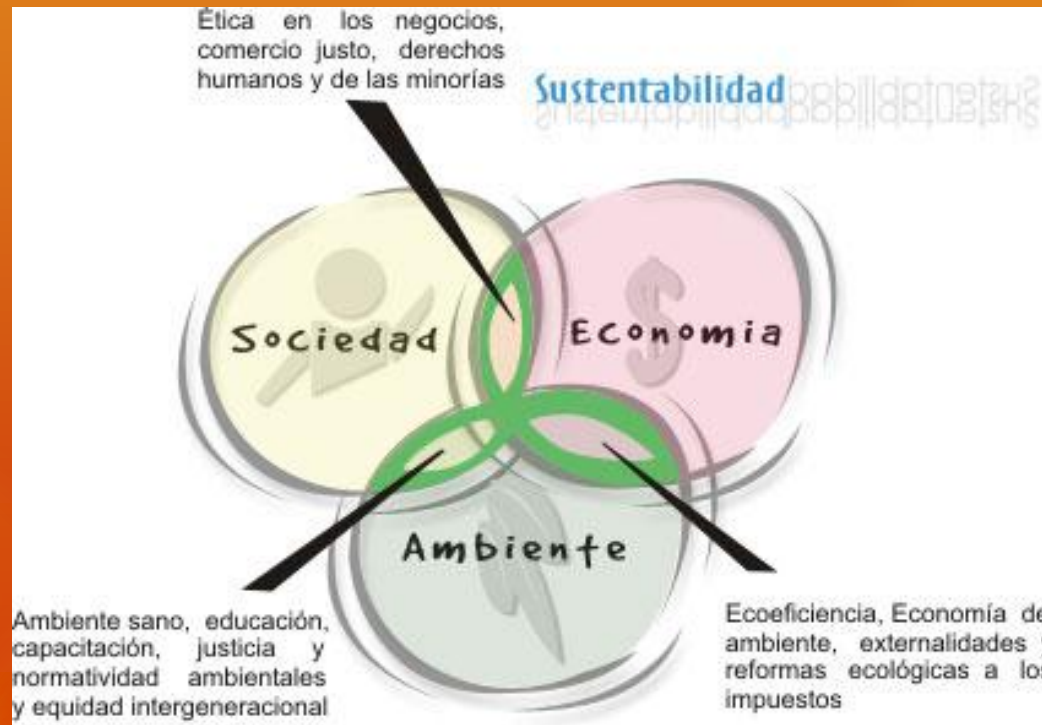 Ética en los negocios,
comercio justo, derechos
humanos y de las minorías
Sustentabilidad
Sociedad
Economia
Ambiente
Ambiente sano, educación,
capacitación, justicia y
normatividad ambientales
y equidad intergeneracional
Ecoeficiencia, Economía de
ambiente, externalidades
reformas ecológicas a los
impuestos